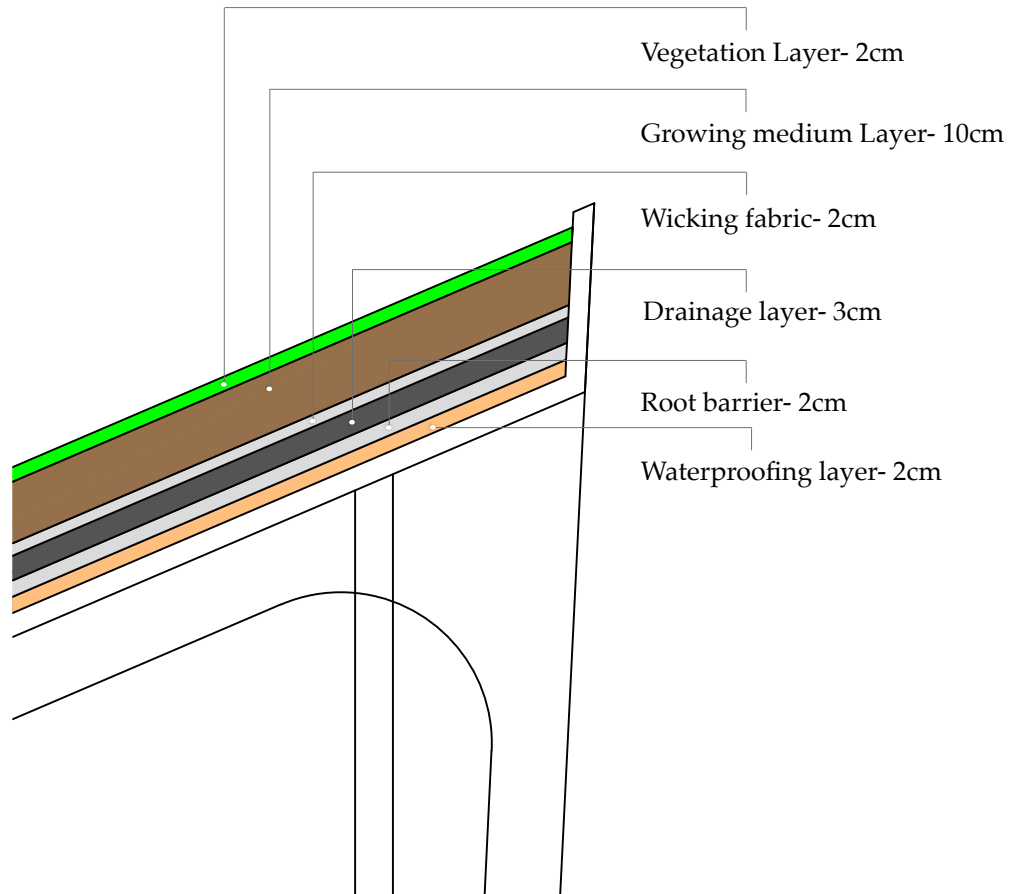 Vegetation Layer- 2cm
Growing medium Layer- 10cm
Wicking fabric- 2cm
Drainage layer- 3cm
Root barrier- 2cm
Waterproofing layer- 2cm